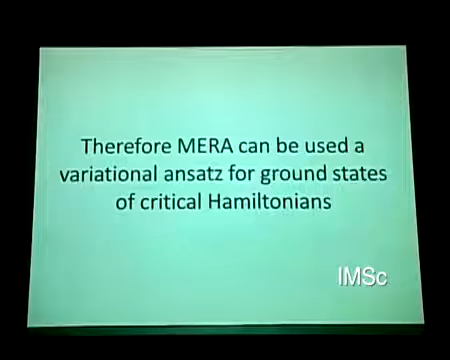 Therefore MERA can be used a
variational ansatz for ground states
of critical Hamiltonians
IMSc